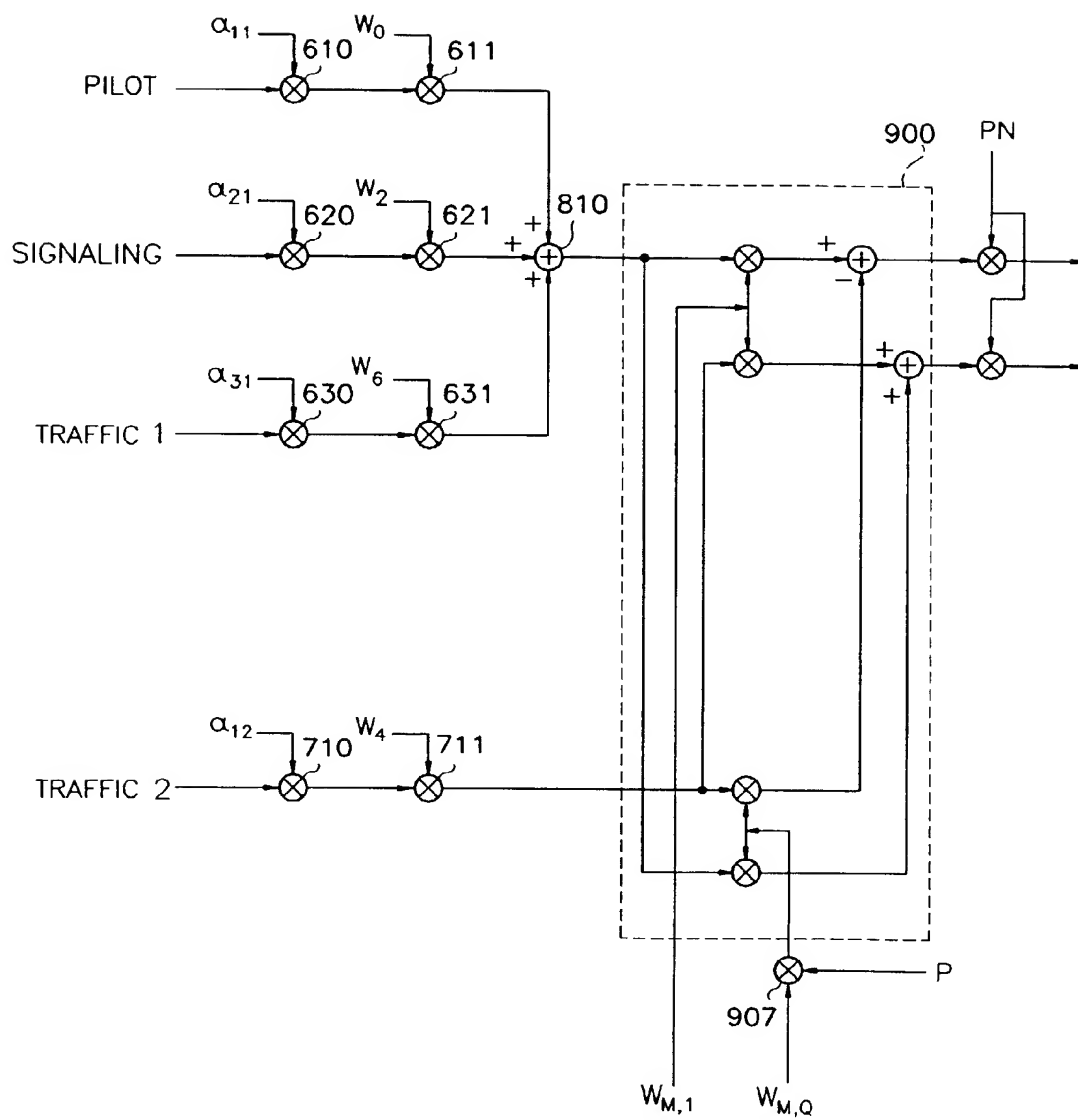 α11 W0
610 611
PILOT
900 PN
α21 W2
620 621 + 810
SIGNALING + + + −
α31 W6
630 631
TRAFFIC 1 + +
α12 W4
710 711
TRAFFIC 2
P
907
WM,1 WM,Q